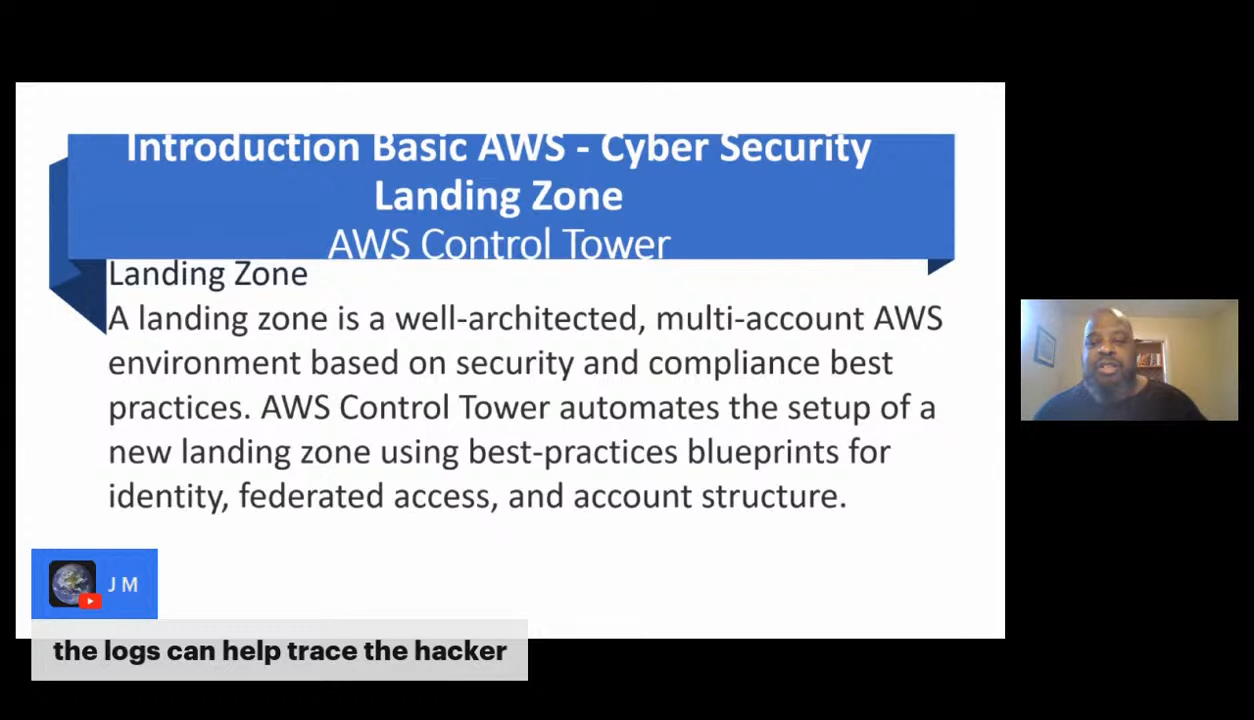 Introduction Basic AWS - Cyber Security
Landing Zone
AWS Control Tower
Landing Zone
A landing zone is a well-architected, multi-account AWS
environment based on security and compliance best
practices. AWS Control Tower automates the setup of a
new landing zone using best-practices blueprints for
identity, federated access, and account structure.
J M
the logs can help trace the hacker